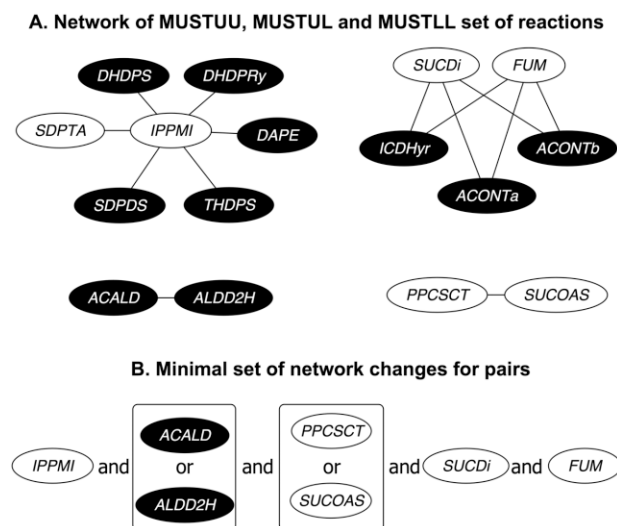 A. Network of MUSTUU, MUSTUL and MUSTLL set of reactions
DHDPS DHDPRy SUCDi FUM
SDPTA IPPMI DAPE
ICDHyr ACONTb
SDPDS THDPS ACONTa
ACALD ALDD2H PPCSCT SUCOAS
B. Minimal set of network changes for pairs
ACALD PPCSCT
IPPMI and or and or and SUCDi and FUM
ALDD2H SUCOAS